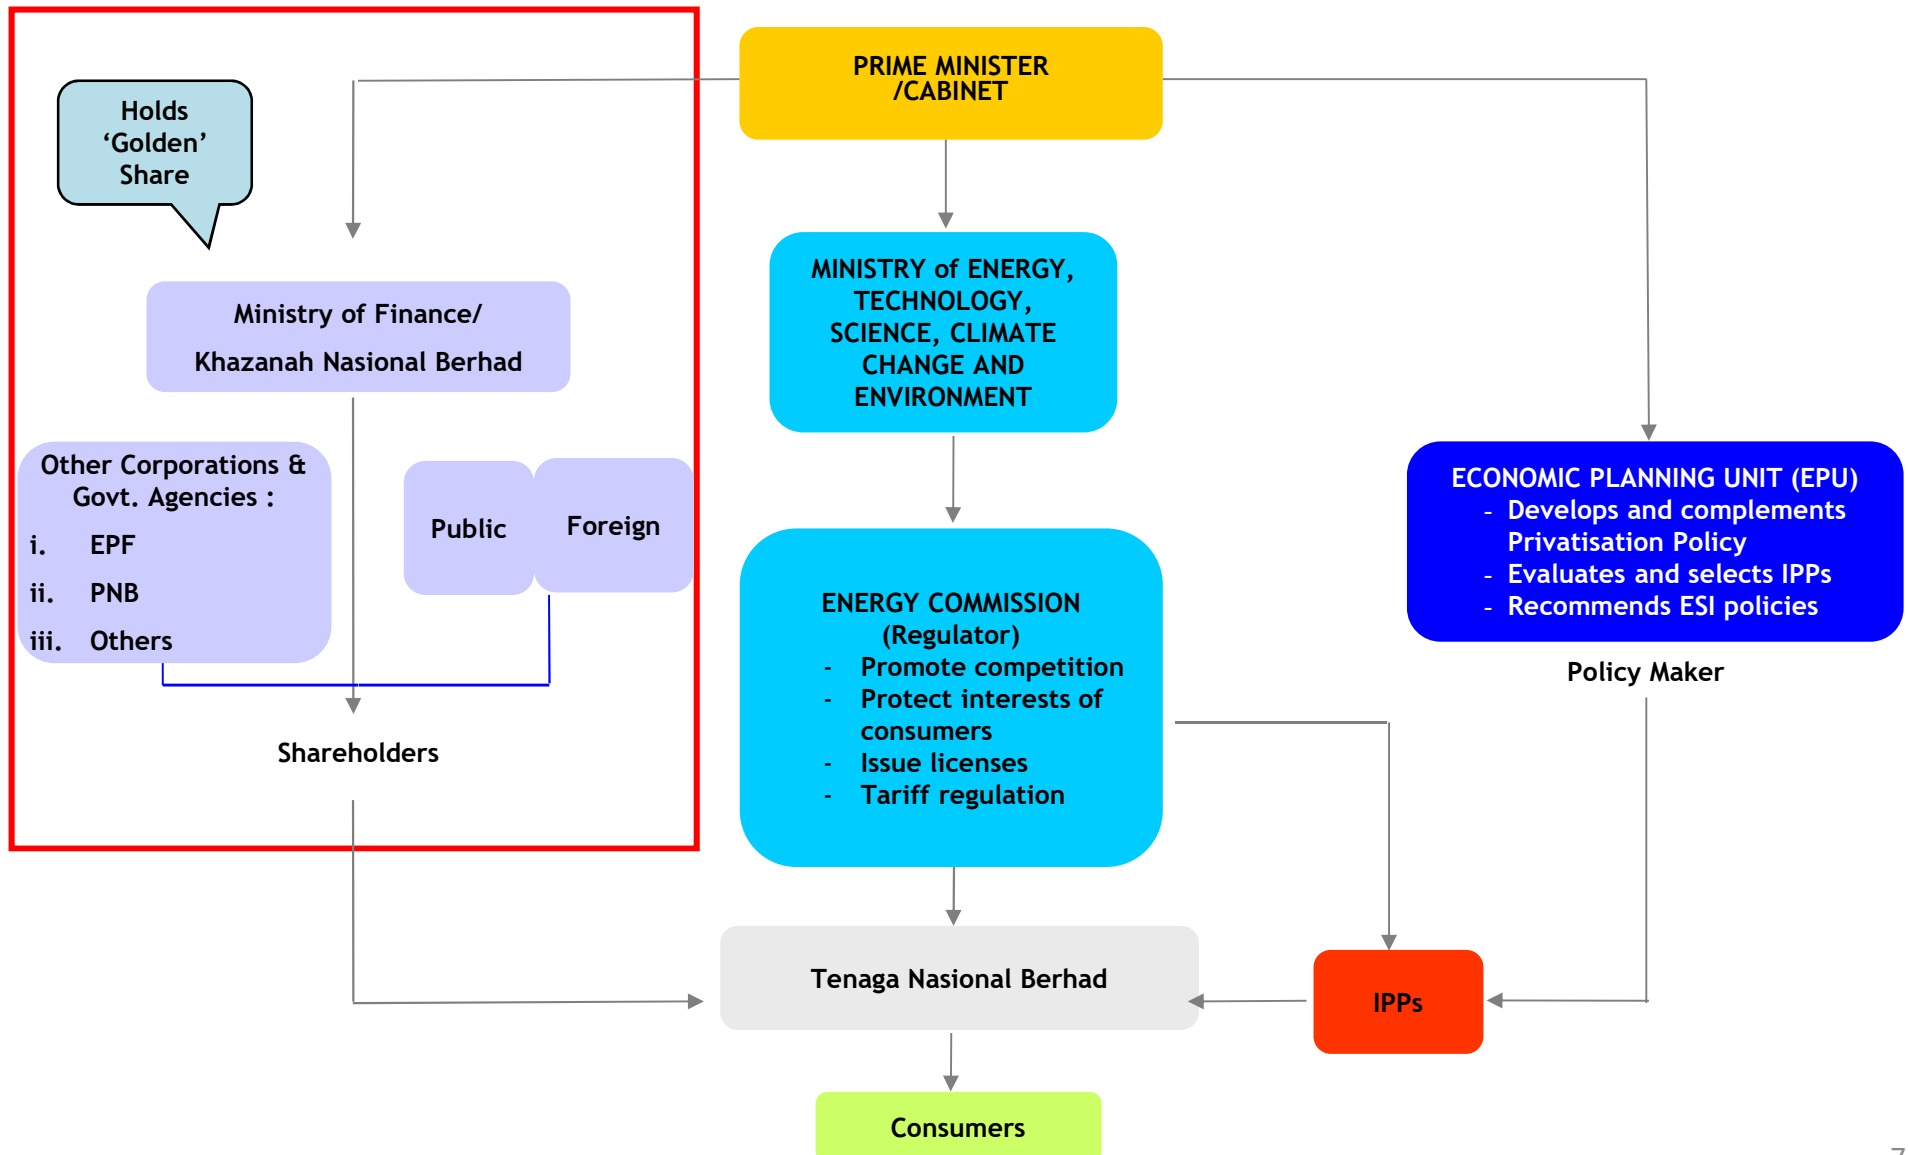 PRIME MINISTER
/CABINET
Holds
‘Golden’
Share
MINISTRY of ENERGY,
TECHNOLOGY,
SCIENCE, CLIMATE
CHANGE AND
ENVIRONMENT
Ministry of Finance/
Khazanah Nasional Berhad
Other Corporations &
Govt. Agencies :
i. EPF
ii. PNB
iii. Others
Public
Foreign
ECONOMIC PLANNING UNIT (EPU)
- Develops and complements
Privatisation Policy
- Evaluates and selects IPPs
- Recommends ESI policies
Policy Maker
ENERGY COMMISSION
(Regulator)
- Promote competition
- Protect interests of
consumers
- Issue licenses
- Tariff regulation
Shareholders
Tenaga Nasional Berhad
IPPs
Consumers